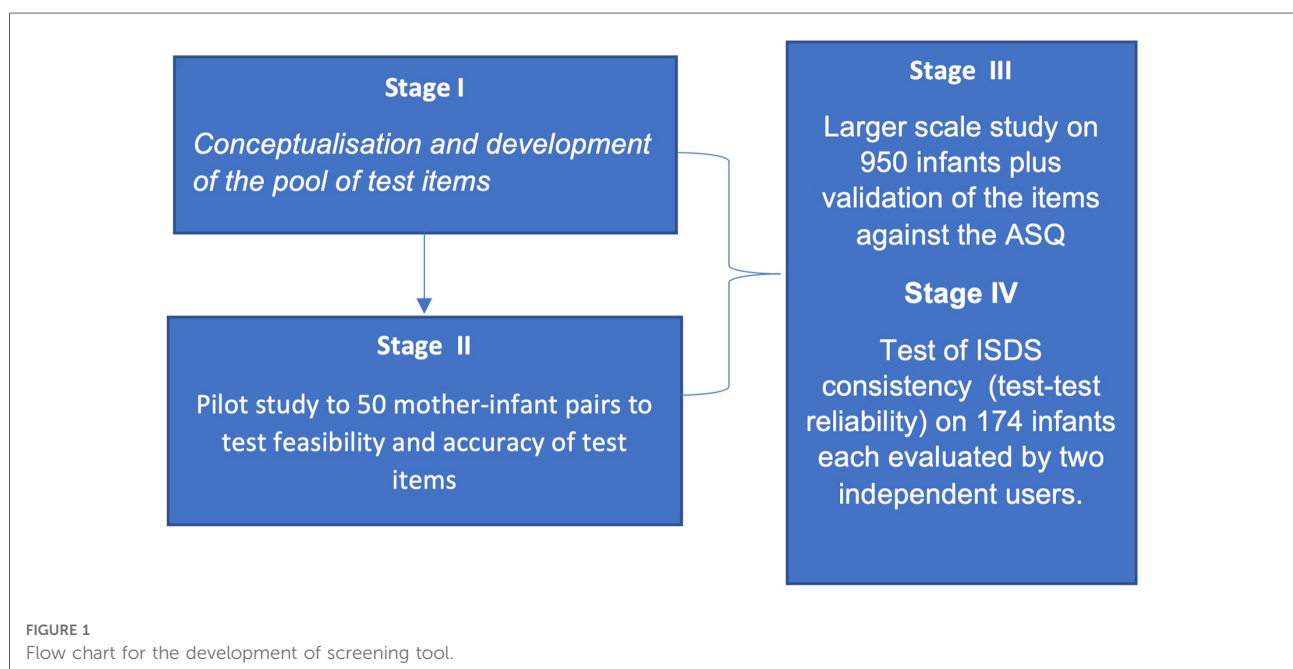 Stage I
Conceptualisation and development
of the pool of test items
Stage II
Pilot study to 50 mother-infant pairs to
test feasibility and accuracy of test
items
Stage III
Larger scale study on
950 infants plus
validation of the items
against the ASQ
Stage IV
Test of ISDS
consistency (test-test
reliability) on 174 infants
each evaluated by two
independent users.
FIGURE 1
Flow chart for the development of screening tool.